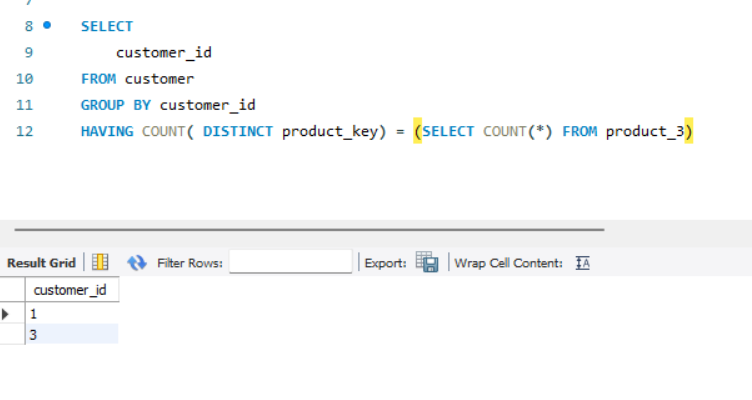 8 SELECT
9 customer_id
10 FROM customer
11 GROUP BY customer_id
12 HAVING COUNT( DISTINCT product_key) = (SELECT COUNT(*) FROM product_3)
Result Grid Filter Rows: Export: Wrap Cell Content: IA
customer_id
1
3